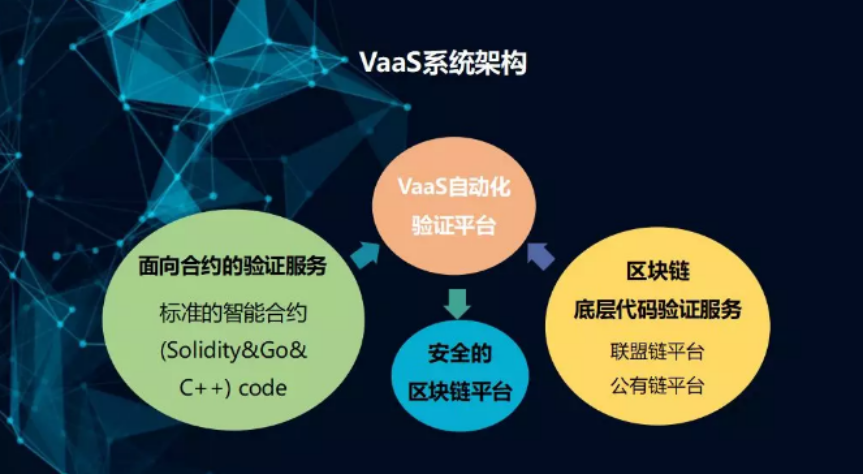 VaaS系统架构
VaaS自动化
验证平台
面向合约的验证服务
标准的智能合约
(Solidity&Go&
C++) code
安全的
区块链平台
区块链
底层代码验证服务
联盟链平台
公有链平台